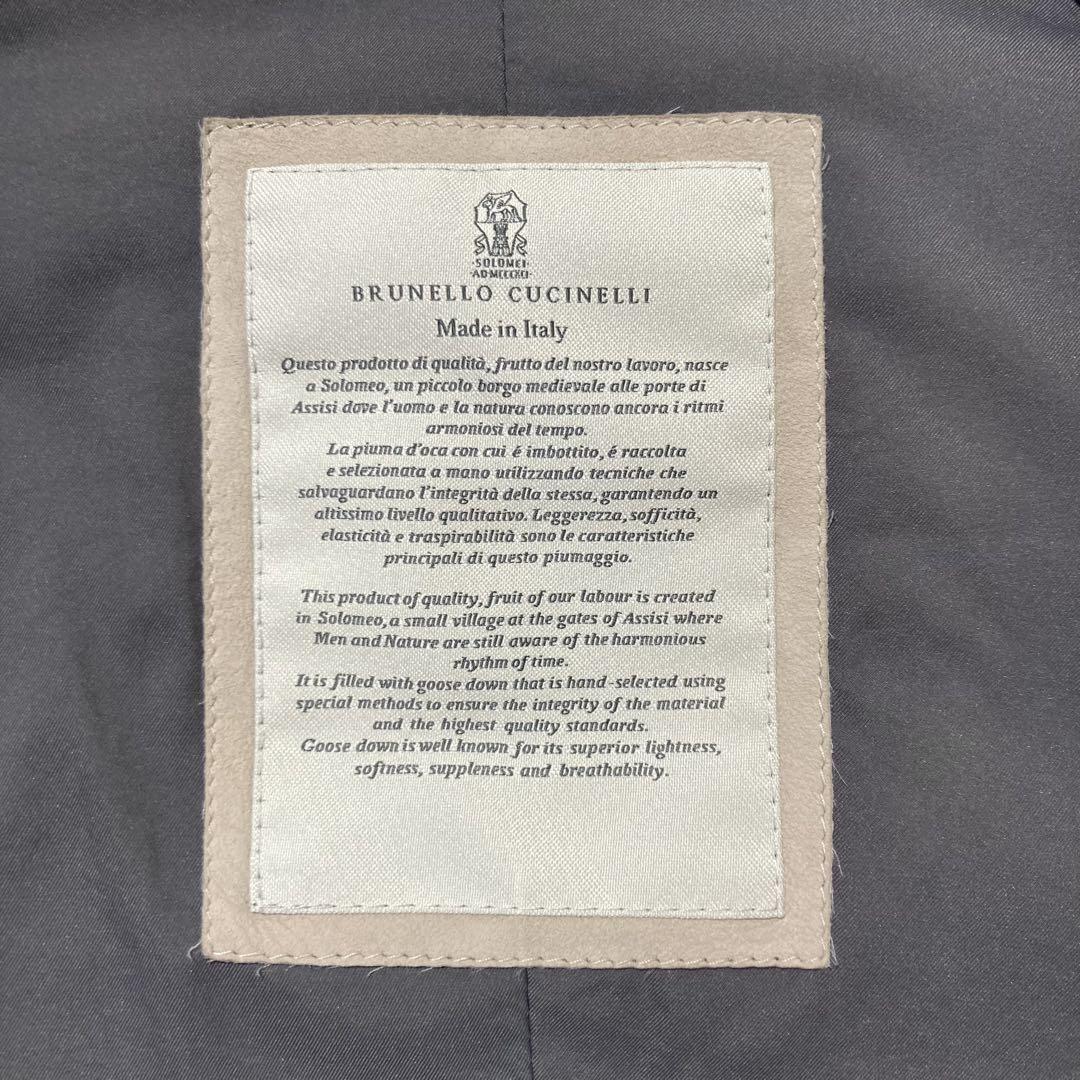 ·SOLOMEI·
·AD·MCCCXCI·
BRUNELLO CUCINELLI
Made in Italy
Questo prodotto di qualità, frutto del nostro lavoro, nasce
a Solomeo, un piccolo borgo medievale alle porte di
Assisi dove l'uomo e la natura conoscono ancora i ritmi
armoniosi del tempo.
La piuma d'oca con cui é imbottito, é raccolta
e selezionata a mano utilizzando tecniche che
salvaguardano l'integrità della stessa, garantendo un
altissimo livello qualitativo. Leggerezza, sofficità,
elasticità e traspirabilità sono le caratteristiche
principali di questo piumaggio.
This product of quality, fruit of our labour is created
in Solomeo, a small village at the gates of Assisi where
Men and Nature are still aware of the harmonious
rhythm of time.
It is filled with goose down that is hand-selected using
special methods to ensure the integrity of the material
and the highest quality standards.
Goose down is well known for its superior lightness,
softness, suppleness and breathability.